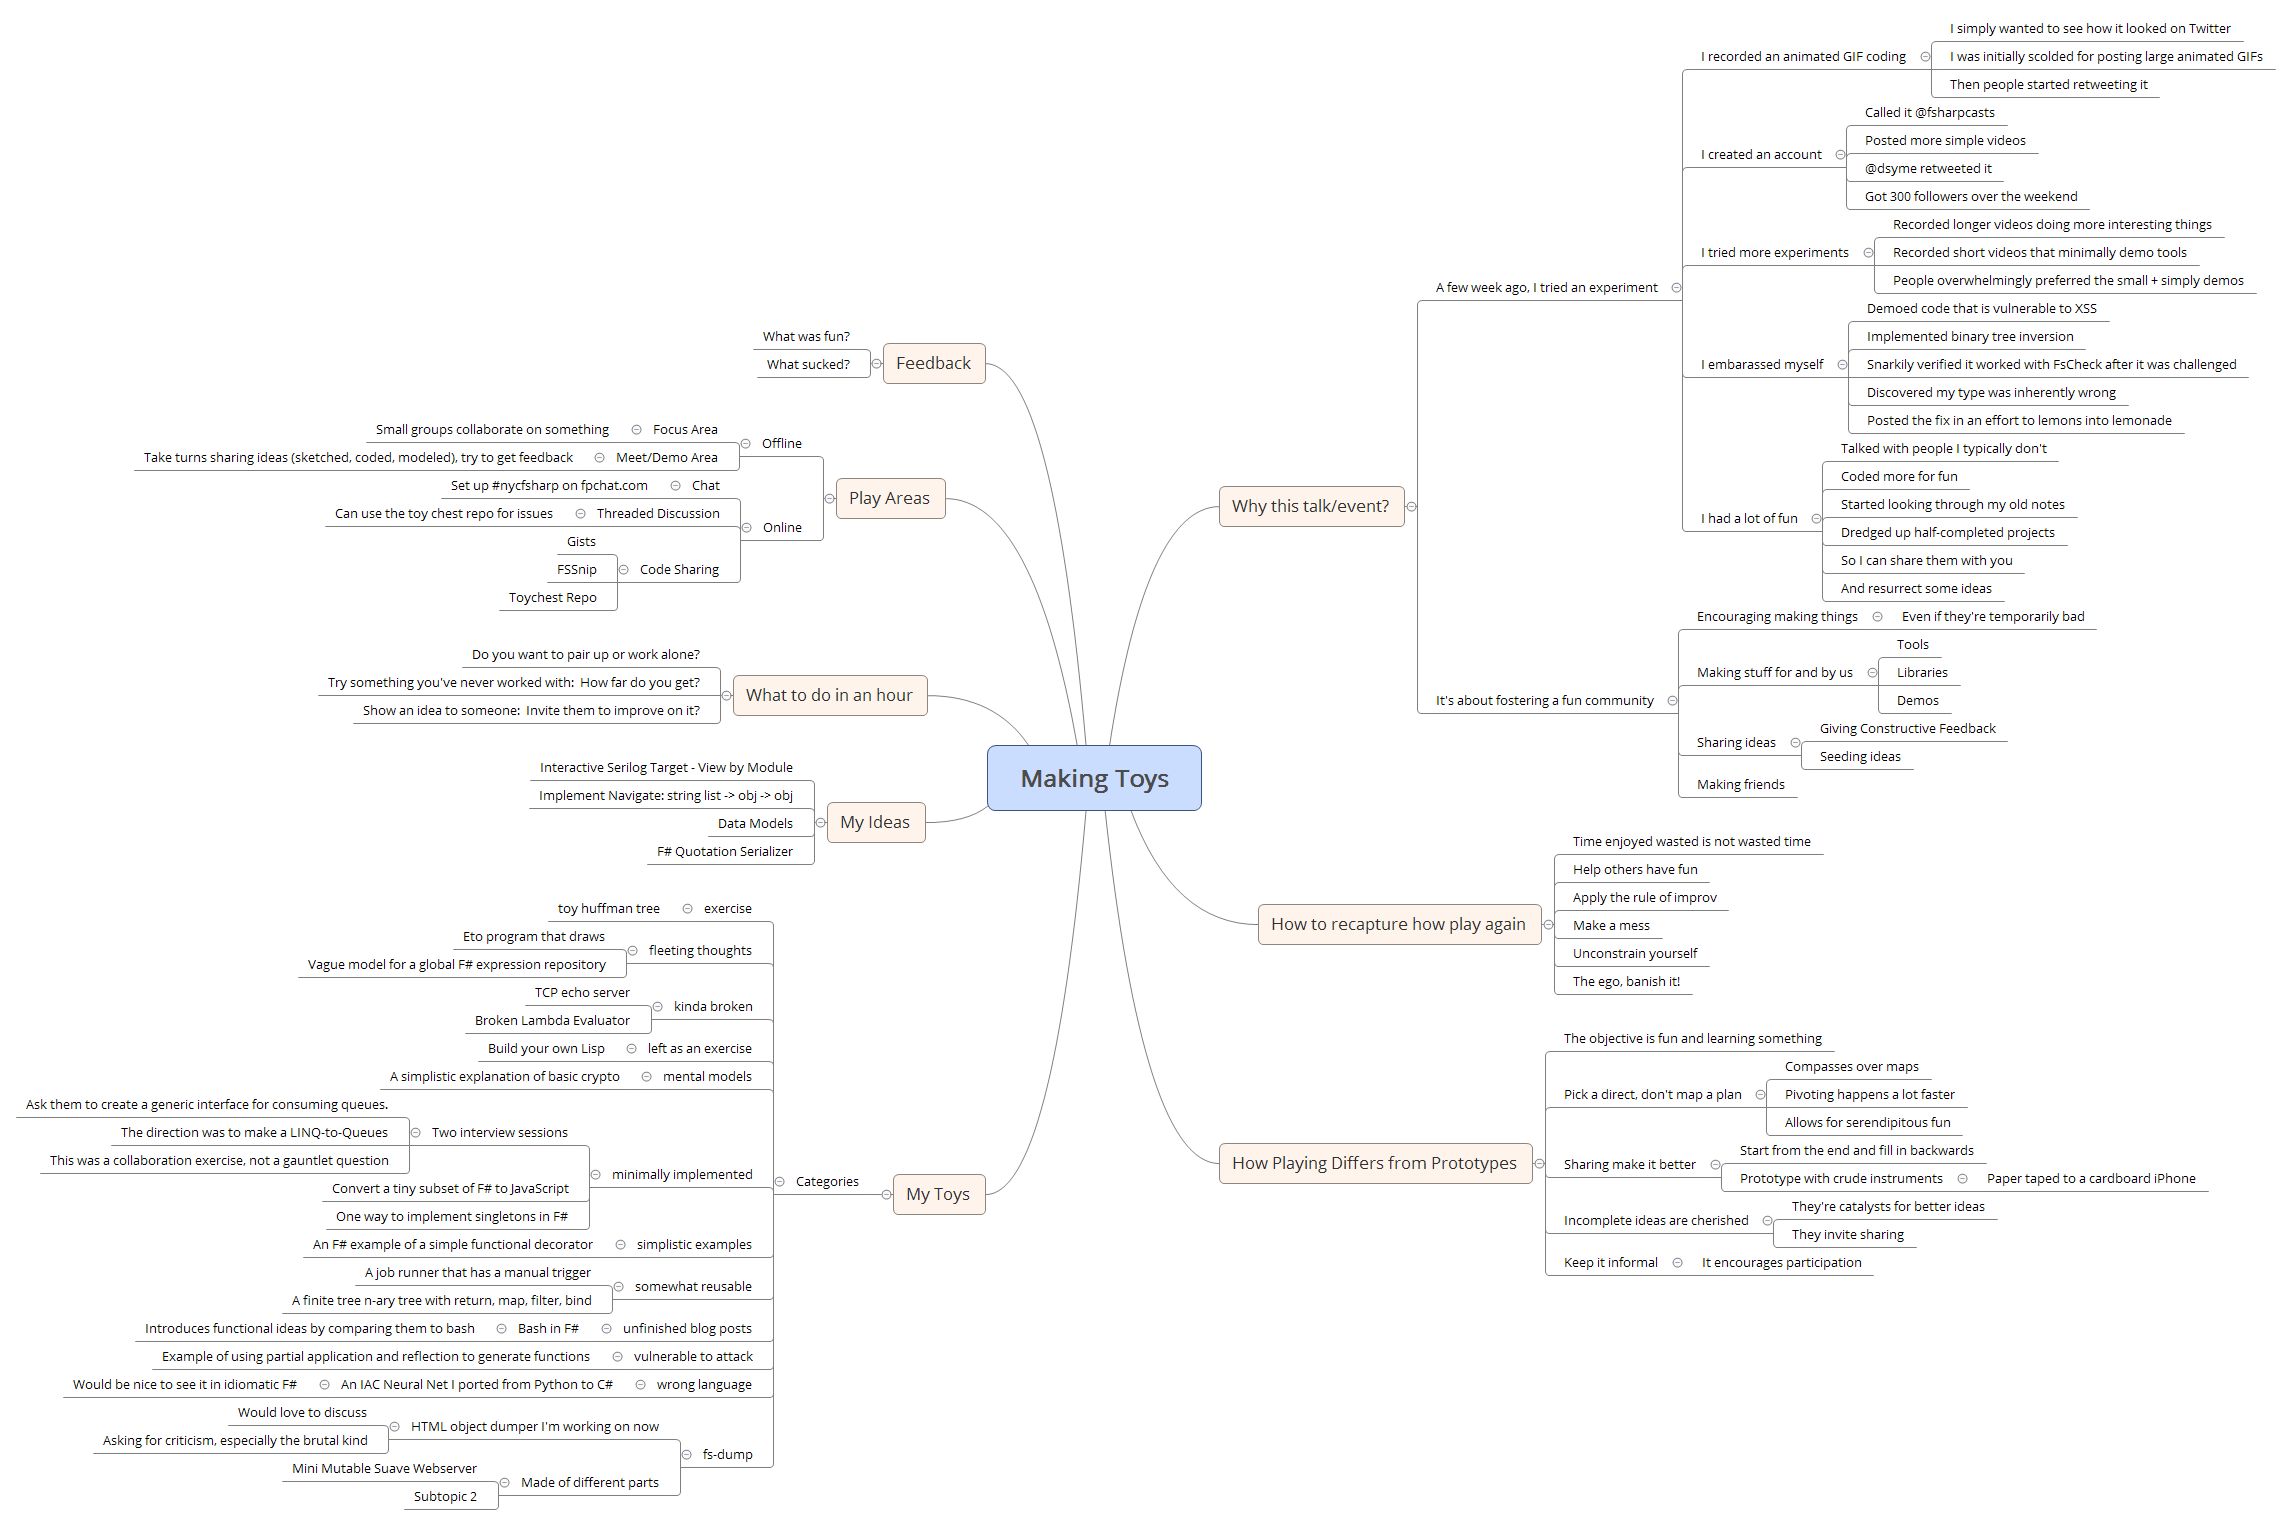 Making Toys
Why this talk/event?
A few week ago, I tried an experiment
I recorded an animated GIF coding
I simply wanted to see how it looked on Twitter
I was initially scolded for posting large animated GIFs
Then people started retweeting it
I created an account
Called it @fsharpcasts
Posted more simple videos
@dsyme retweeted it
Got 300 followers over the weekend
I tried more experiments
Recorded longer videos doing more interesting things
Recorded short videos that minimally demo tools
People overwhelmingly preferred the small + simply demos
I embarassed myself
Demoed code that is vulnerable to XSS
Implemented binary tree inversion
Snarkily verified it worked with FsCheck after it was challenged
Discovered my type was inherently wrong
Posted the fix in an effort to lemons into lemonade
I had a lot of fun
Talked with people I typically don't
Coded more for fun
Started looking through my old notes
Dredged up half-completed projects
So I can share them with you
And resurrect some ideas
It's about fostering a fun community
Encouraging making things
Even if they're temporarily bad
Making stuff for and by us
Tools
Libraries
Demos
Sharing ideas
Giving Constructive Feedback
Seeding ideas
Making friends
How to recapture how play again
Time enjoyed wasted is not wasted time
Help others have fun
Apply the rule of improv
Make a mess
Unconstrain yourself
The ego, banish it!
How Playing Differs from Prototypes
The objective is fun and learning something
Pick a direct, don't map a plan
Compasses over maps
Pivoting happens a lot faster
Allows for serendipitous fun
Sharing make it better
Start from the end and fill in backwards
Prototype with crude instruments
Paper taped to a cardboard iPhone
Incomplete ideas are cherished
They're catalysts for better ideas
They invite sharing
Keep it informal
It encourages participation
Feedback
What was fun?
What sucked?
Play Areas
Offline
Focus Area
Small groups collaborate on something
Meet/Demo Area
Take turns sharing ideas (sketched, coded, modeled), try to get feedback
Online
Chat
Set up #nycfsharp on fpchat.com
Threaded Discussion
Can use the toy chest repo for issues
Code Sharing
Gists
FSSnip
Toychest Repo
What to do in an hour
Do you want to pair up or work alone?
Try something you've never worked with:  How far do you get?
Show an idea to someone:  Invite them to improve on it?
My Ideas
Interactive Serilog Target - View by Module
Implement Navigate: string list -> obj -> obj
Data Models
F# Quotation Serializer
My Toys
Categories
exercise
toy huffman tree
fleeting thoughts
Eto program that draws
Vague model for a global F# expression repository
kinda broken
TCP echo server
Broken Lambda Evaluator
left as an exercise
Build your own Lisp
mental models
A simplistic explanation of basic crypto
minimally implemented
Two interview sessions
Ask them to create a generic interface for consuming queues.
The direction was to make a LINQ-to-Queues
This was a collaboration exercise, not a gauntlet question
Convert a tiny subset of F# to JavaScript
One way to implement singletons in F#
simplistic examples
An F# example of a simple functional decorator
somewhat reusable
A job runner that has a manual trigger
A finite tree n-ary tree with return, map, filter, bind
unfinished blog posts
Bash in F#
Introduces functional ideas by comparing them to bash
vulnerable to attack
Example of using partial application and reflection to generate functions
wrong language
An IAC Neural Net I ported from Python to C#
Would be nice to see it in idiomatic F#
fs-dump
HTML object dumper I'm working on now
Would love to discuss
Asking for criticism, especially the brutal kind
Made of different parts
Mini Mutable Suave Webserver
Subtopic 2